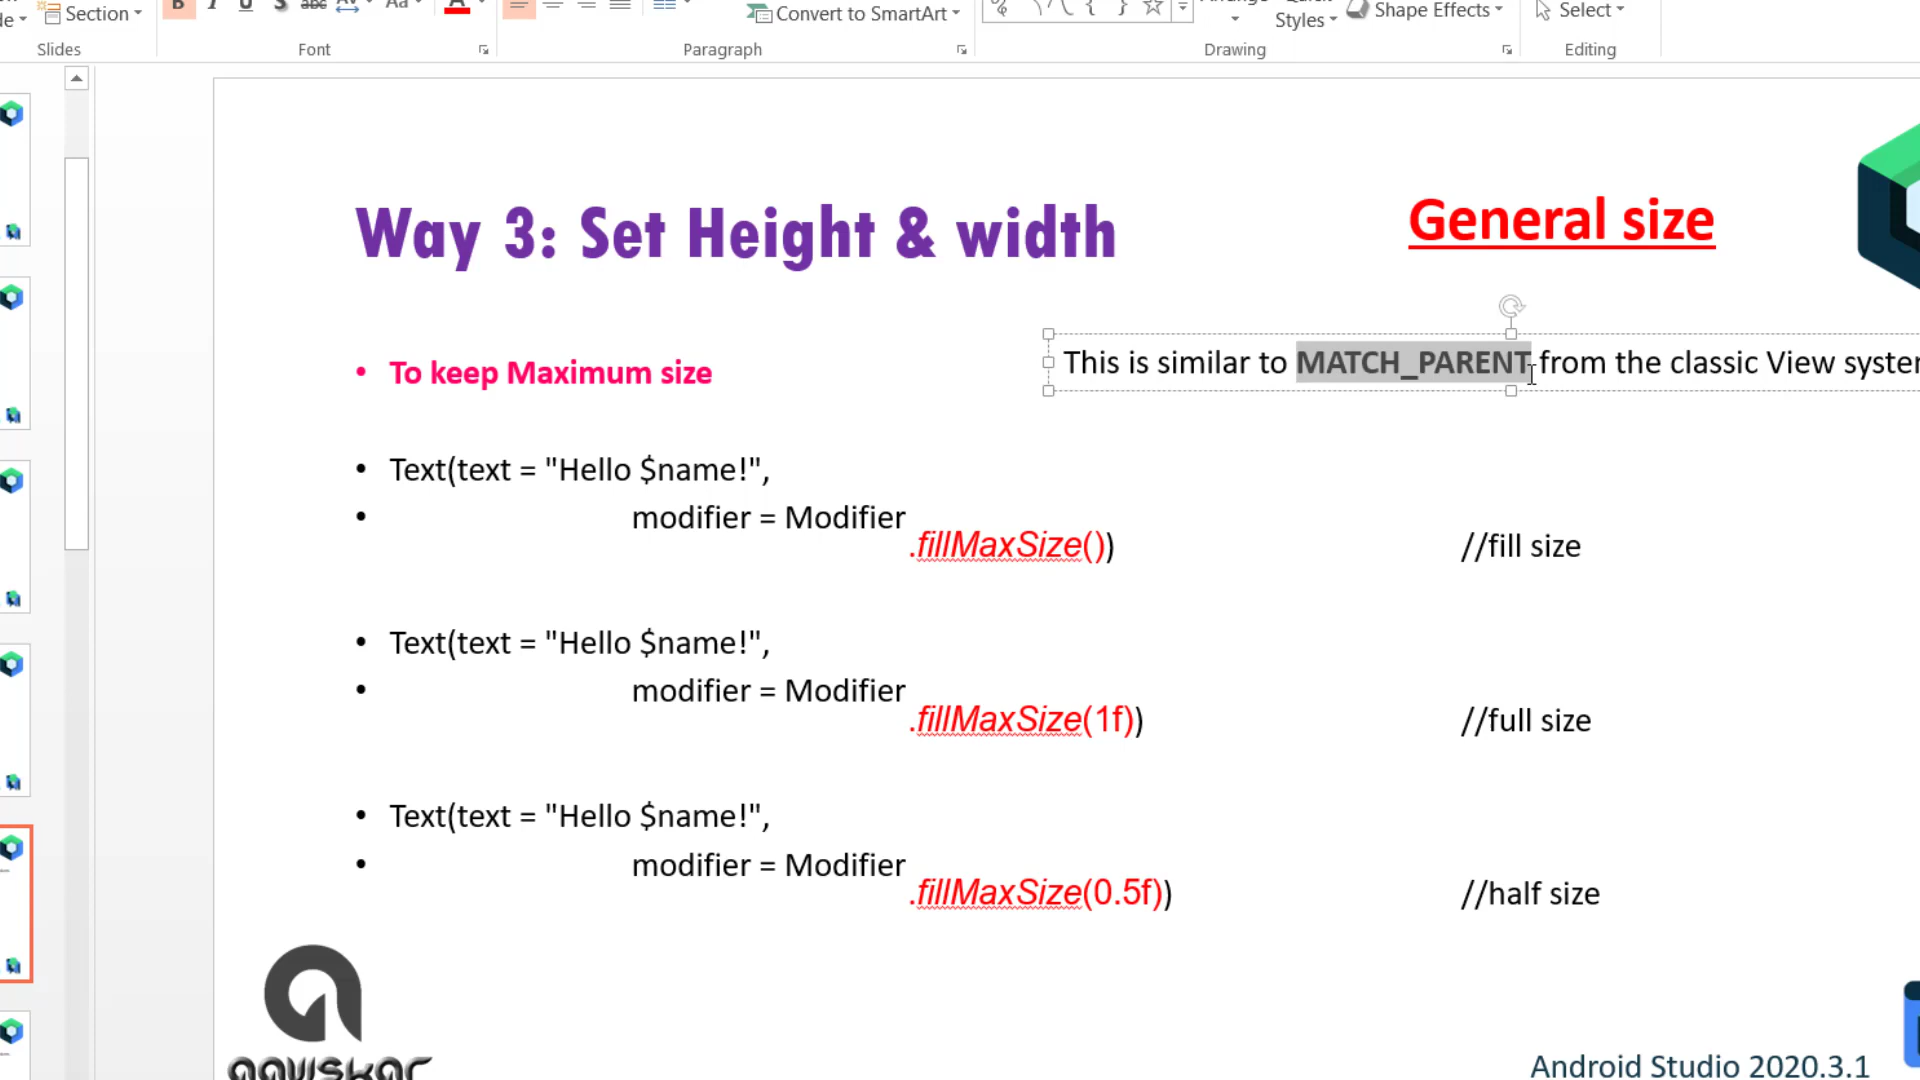 Section
Convert to SmartArt
Styles
Shape Effects
Select
Slides
Font
Paragraph
Drawing
Editing
Way 3: Set Height & width
General size
• To keep Maximum size
This is similar to MATCH_PARENT from the classic View
• Text(text = "Hello $name!",
• modifier = Modifier
.fillMaxSize()) //fill size
• Text(text = "Hello $name!",
• modifier = Modifier
.fillMaxSize(1f)) //full size
• Text(text = "Hello $name!",
• modifier = Modifier
.fillMaxSize(0.5f)) //half size
Android Studio 2020.3.1